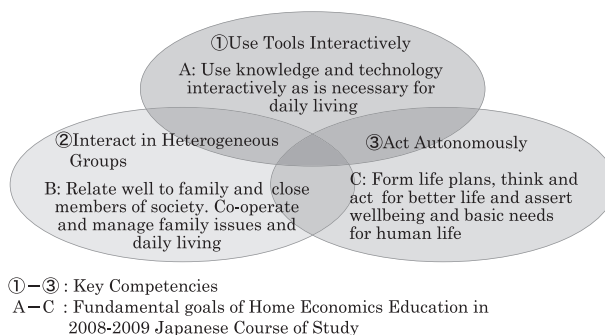 ①Use Tools Interactively
A: Use knowledge and technology
interactively as is necessary for
daily living
②Interact in Heterogeneous
Groups
B: Relate well to family and close
members of society. Co-operate
and manage family issues and
daily living
③Act Autonomously
C: Form life plans, think and
act for better life and assert
wellbeing and basic needs
for human life
①−③ : Key Competencies
A−C : Fundamental goals of Home Economics Education in
2008-2009 Japanese Course of Study